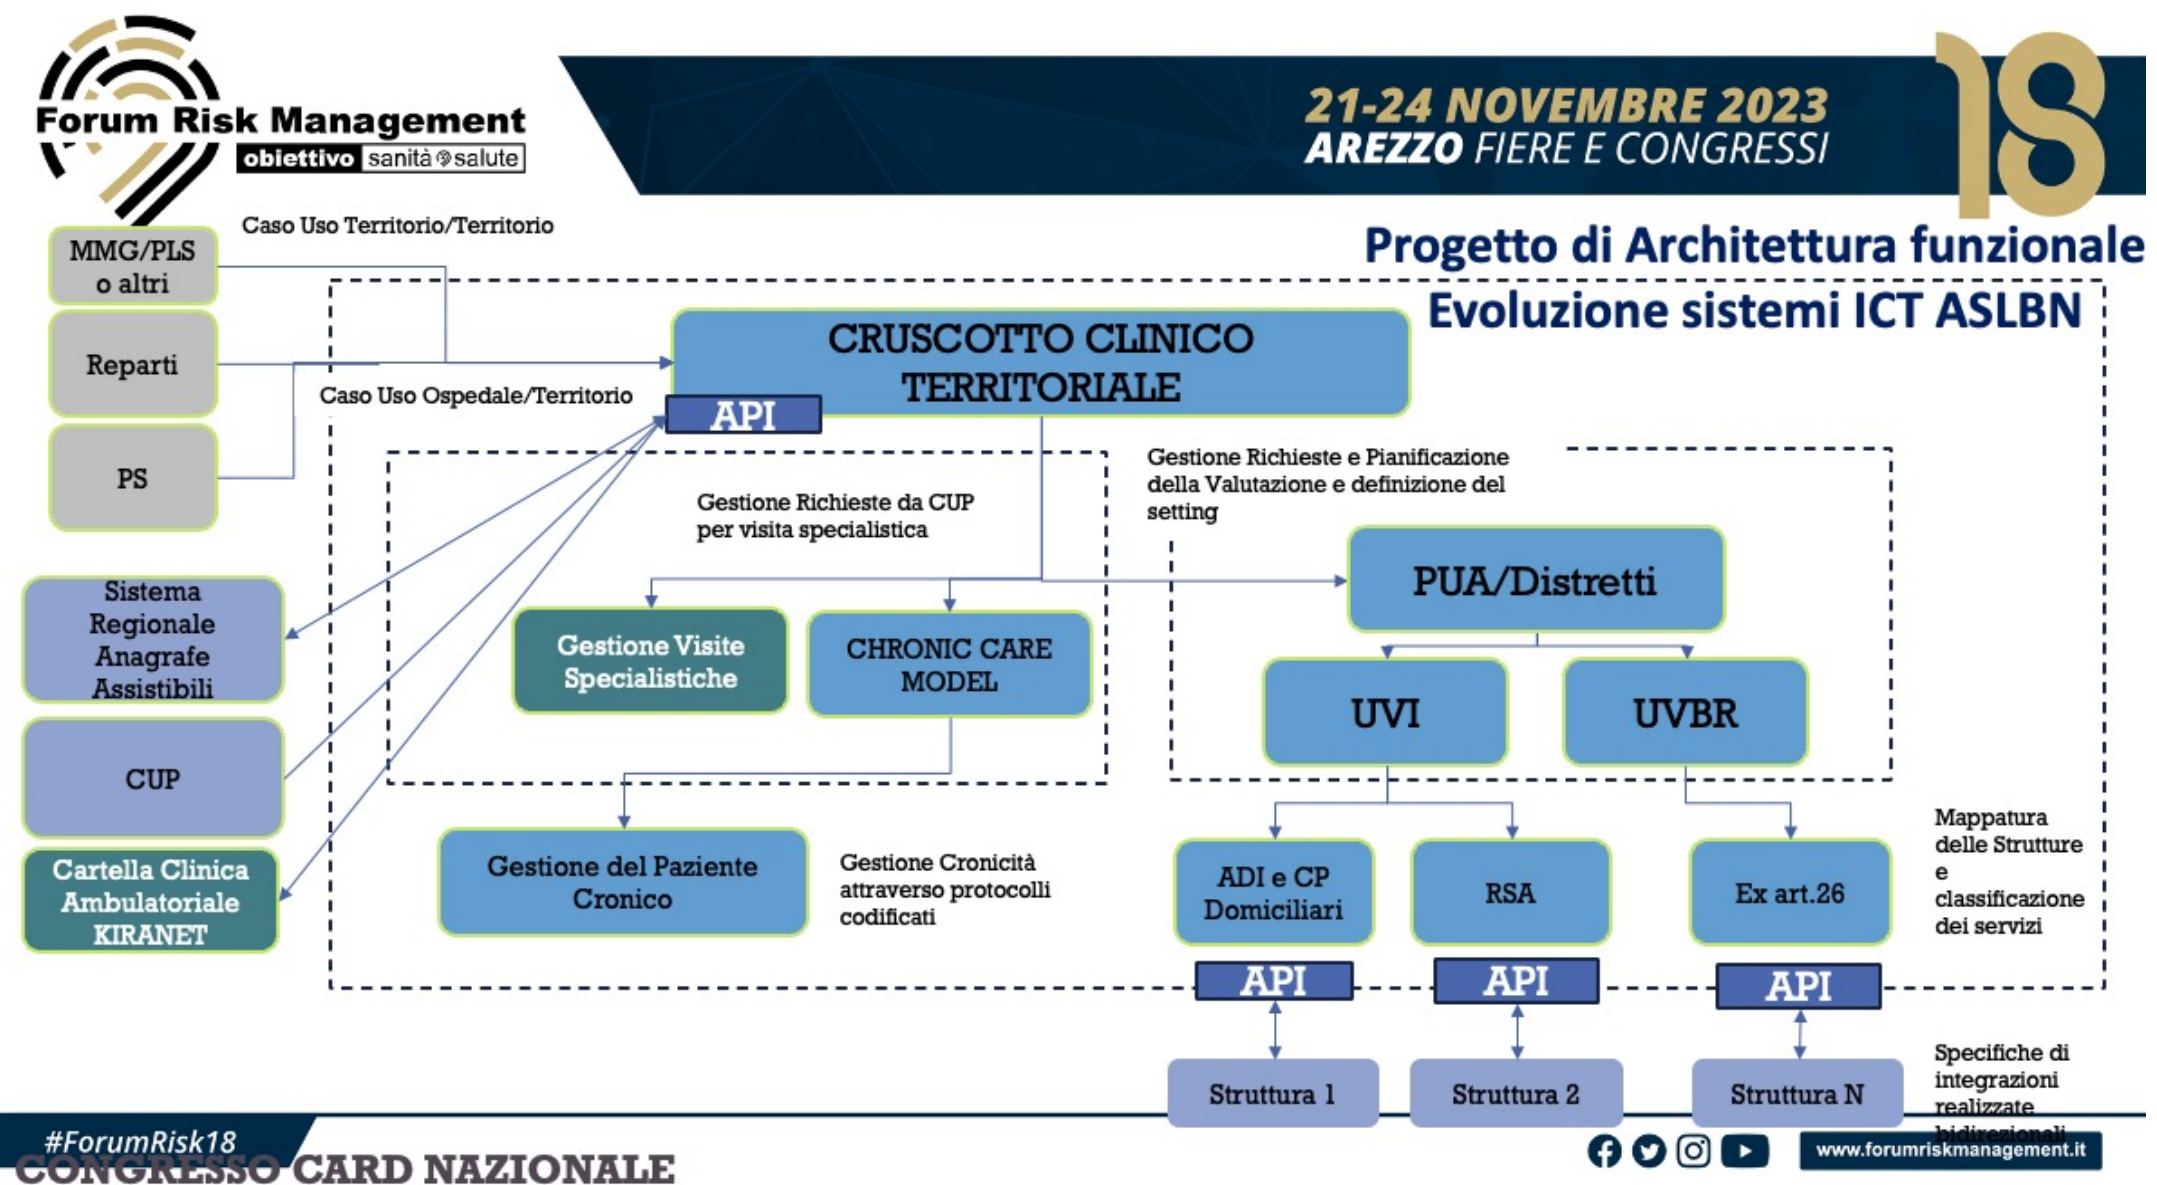 Forum Risk Management
obiettivo sanità salute
21-24 NOVEMBRE 2023
AREZZO FIERE E CONGRESSI
18
Progetto di Architettura funzionale
Evoluzione sistemi ICT ASLBN
Caso Uso Territorio/Territorio
MMG/PLS
o altri
Reparti
PS
Caso Uso Ospedale/Territorio
CRUSCOTTO CLINICO
TERRITORIALE
API
Gestione Richieste da CUP
per visita specialistica
Gestione Richieste e Pianificazione
della Valutazione e definizione del
setting
Sistema
Regionale
Anagrafe
Assistibili
CUP
Cartella Clinica
Ambulatoriale
KIRANET
Gestione Visite
Specialistiche
CHRONIC CARE
MODEL
PUA/Distretti
UVI
UVBR
Gestione del Paziente
Cronico
Gestione Cronicità
attraverso protocolli
codificati
ADI e CP
Domiciliari
RSA
Ex art.26
Mappatura
delle Strutture
e
classificazione
dei servizi
API
API
API
Struttura 1
Struttura 2
Struttura N
Specifiche di
integrazioni
realizzate
bidirezionali
#ForumRisk18
CONGRESSO CARD NAZIONALE
www.forumriskmanagement.it